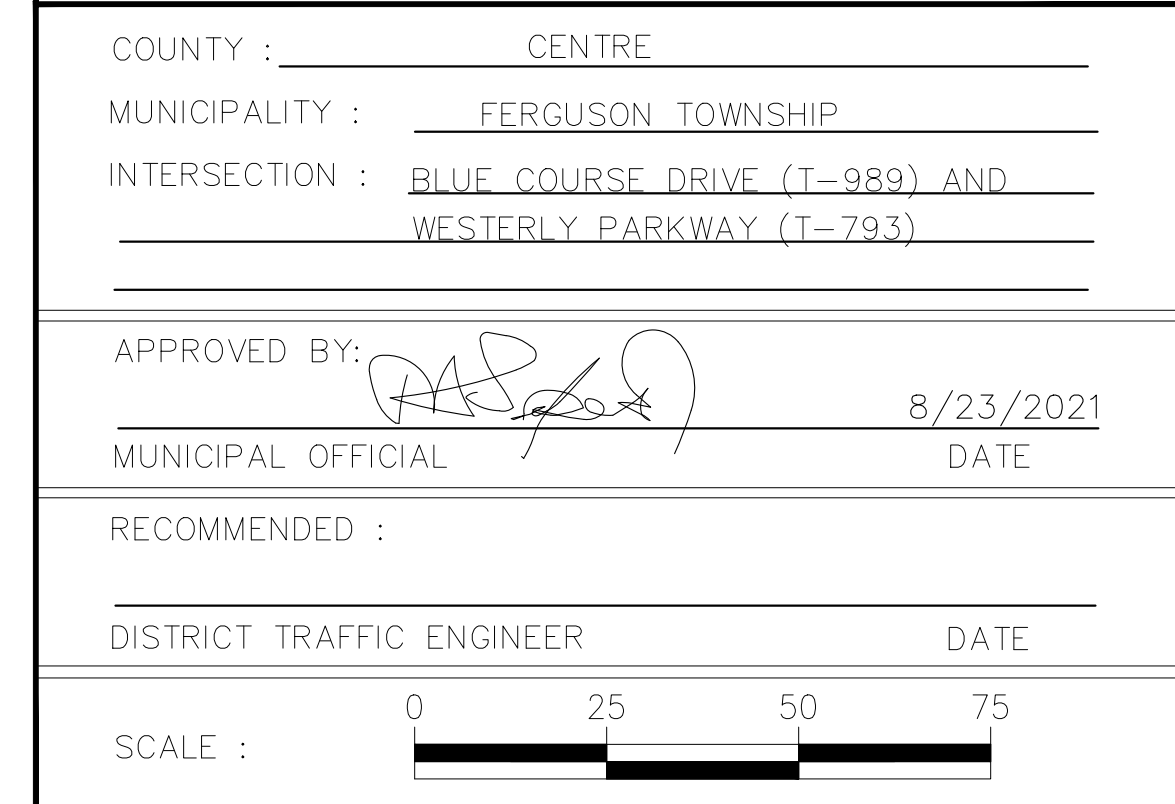 COUNTY : CENTRE
MUNICIPALITY : FERGUSON TOWNSHIP
INTERSECTION : BLUE COURSE DRIVE (T-989) AND
WESTERLY PARKWAY (T-793)
APPROVED BY:
8/23/2021
MUNICIPAL OFFICIAL DATE
RECOMMENDED :
DISTRICT TRAFFIC ENGINEER DATE
0 25 50 75
SCALE :